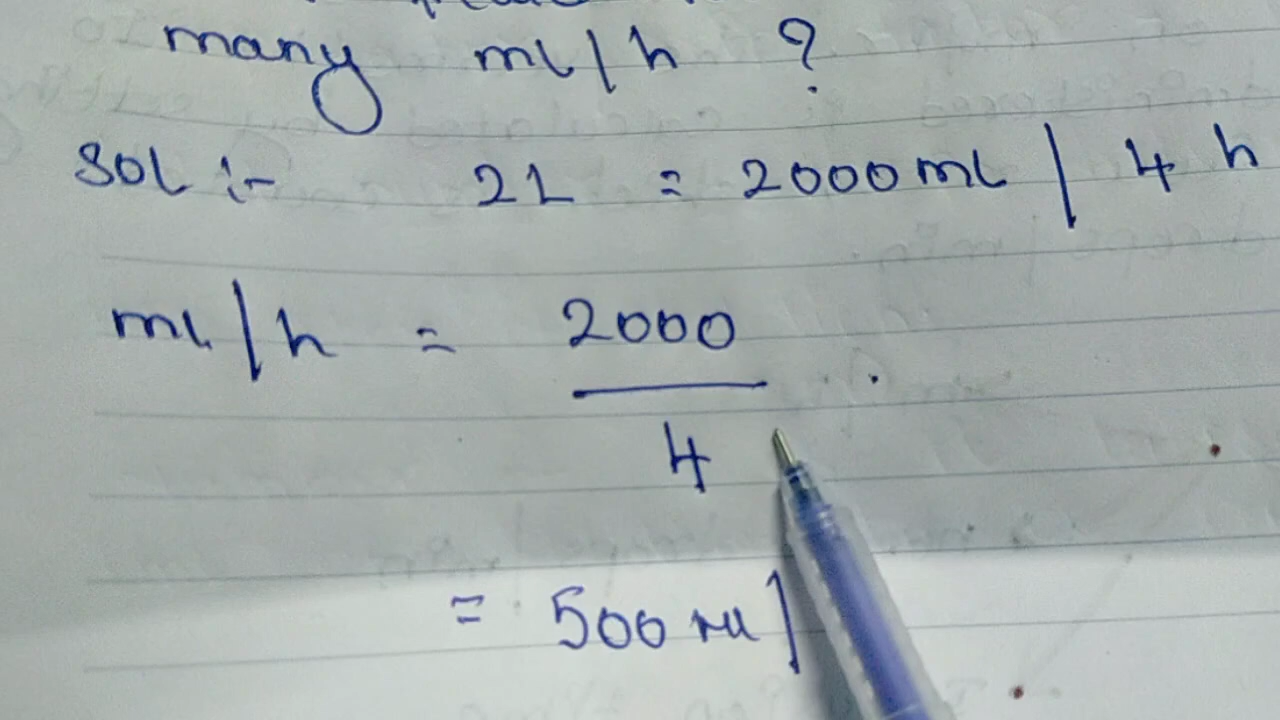 many ml/h ?
Sol :- 2L = 2000ml / 4 h
ml/h = 2000
4
= 500 ml/